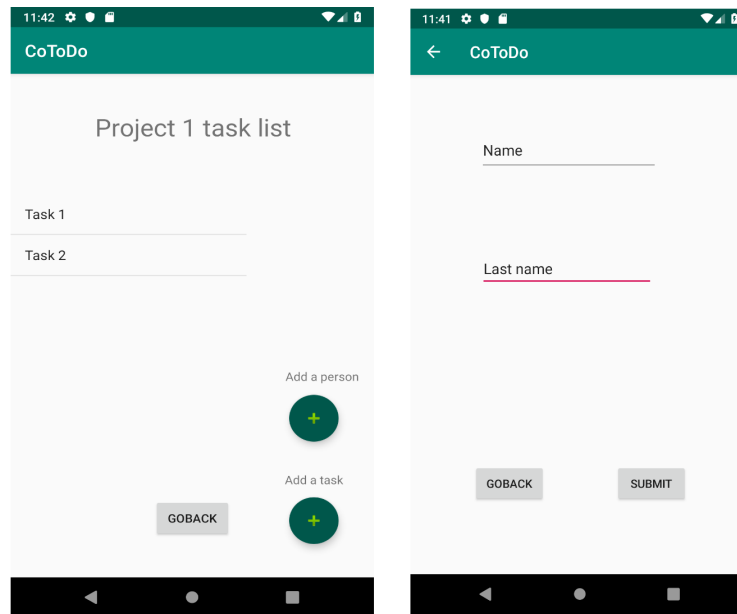 11:42
CoToDo
Project 1 task list
Task 1
Task 2
Add a person
+
Add a task
GOBACK
+
11:41
CoToDo
Name
Last name
GOBACK
SUBMIT